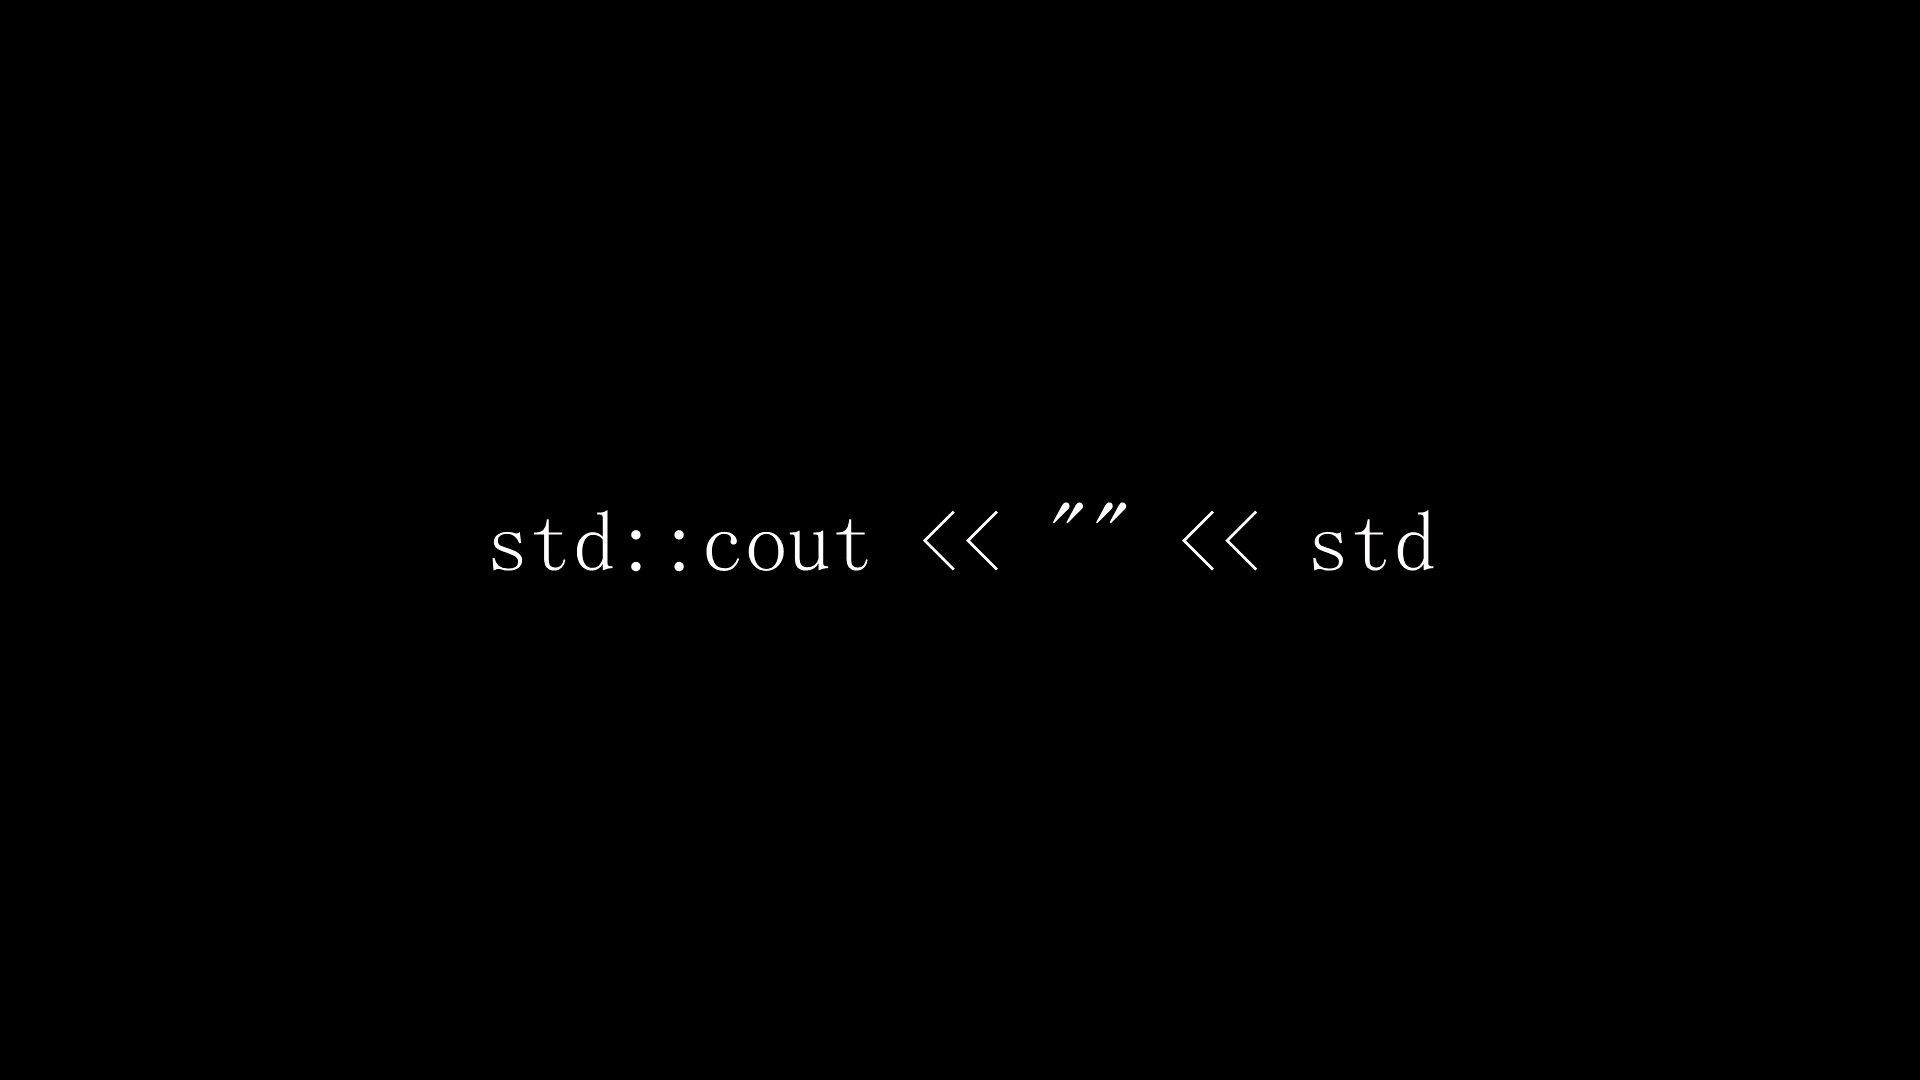 std::cout << "" << std